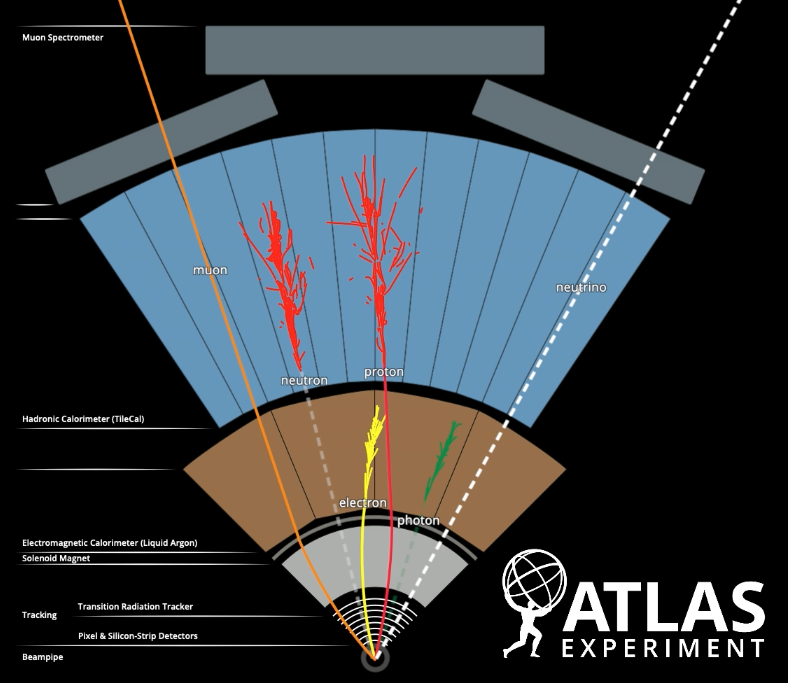 Muon Spectrometer
muon
neutrino
neutron
proton
Hadronic Calorimeter (TileCal)
electron
photon
Electromagnetic Calorimeter (Liquid Argon)
Solenoid Magnet
Transition Radiation Tracker
Tracking
Pixel & Silicon-Strip Detectors
Beampipe
ATLAS
EXPERIMENT